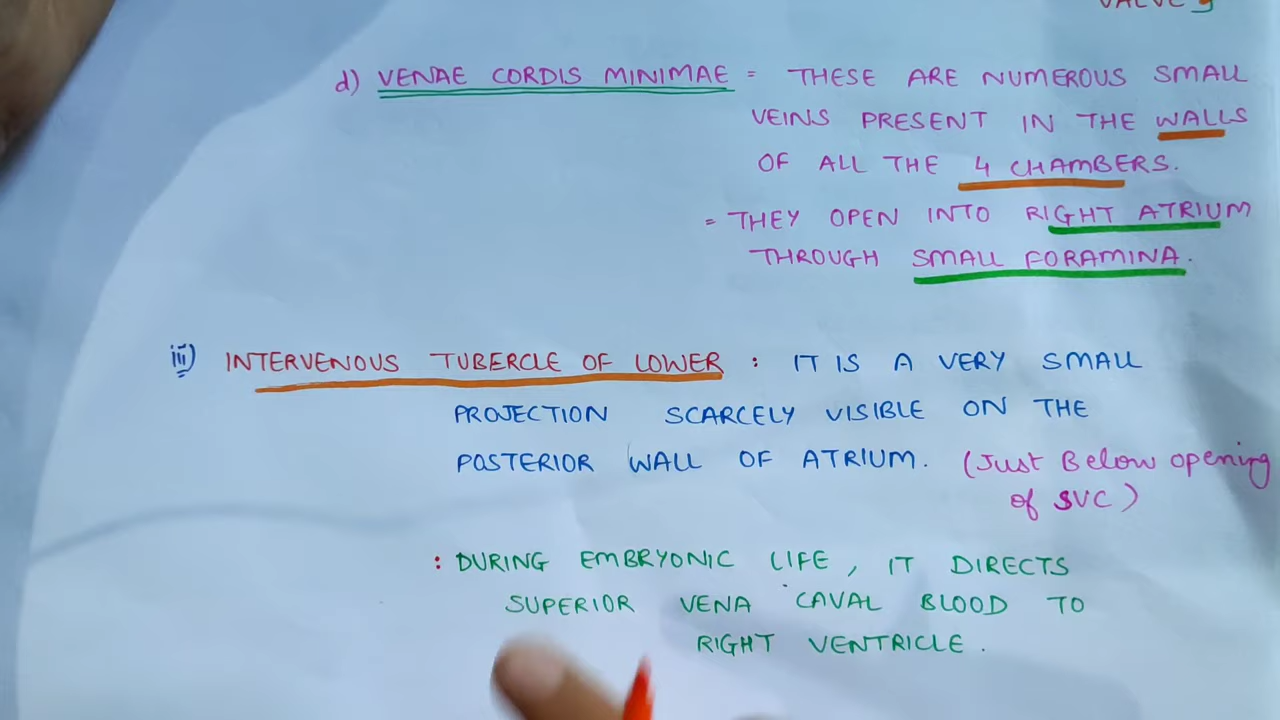 VALVE]
d) VENAE CORDIS MINIMAE = THESE ARE NUMEROUS SMALL
VEINS PRESENT IN THE WALLS
OF ALL THE 4 CHAMBERS.
= THEY OPEN INTO RIGHT ATRIUM
THROUGH SMALL FORAMINA.
iii) INTERVENOUS TUBERCLE OF LOWER : IT IS A VERY SMALL
PROJECTION SCARCELY VISIBLE ON THE
POSTERIOR WALL OF ATRIUM. (Just Below opening
of SVC)
: DURING EMBRYONIC LIFE, IT DIRECTS
SUPERIOR VENA CAVAL BLOOD TO
RIGHT VENTRICLE.